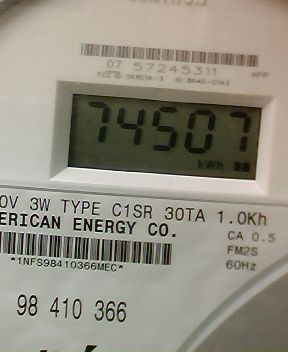 07 57245311
74507
kWh
0V 3W TYPE C1SR 30TA 1.0Kh
ERICAN ENERGY CO.
CA 0.5
FM2S
*1NFS98410366MEC*
60Hz
98 410 366